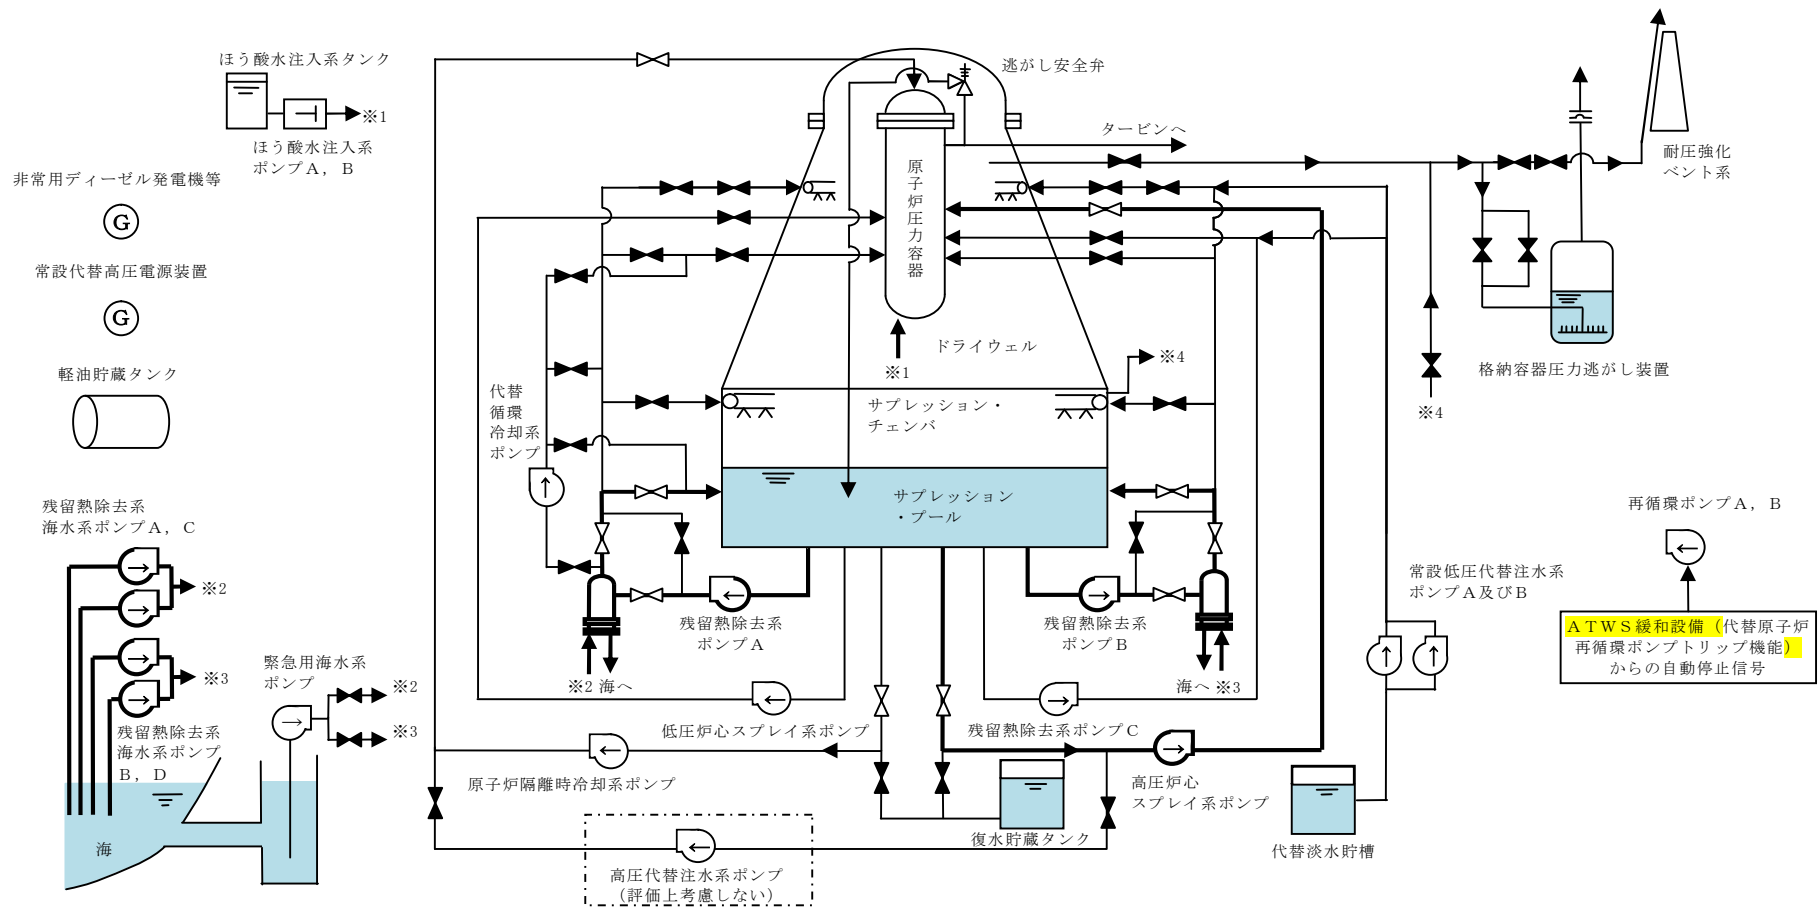 ほう酸水注入系タンク
※1
ほう酸水注入系
ポンプＡ，Ｂ
非常用ディーゼル発電機等
G
常設代替高圧電源装置
G
軽油貯蔵タンク
残留熱除去系
海水系ポンプＡ，Ｃ
※2
※3
残留熱除去系
海水系ポンプ
Ｂ，Ｄ
緊急用海水系
ポンプ
※2
※3
海
逃がし安全弁
タービンへ
原子炉圧力容器
ドライウェル
※1
※4
サプレッション・
チェンバ
サプレッション
・プール
代替
循環
冷却系
ポンプ
残留熱除去系
ポンプＡ
※2 海へ
残留熱除去系
ポンプＢ
海へ ※3
低圧炉心スプレイ系ポンプ
残留熱除去系ポンプＣ
原子炉隔離時冷却系ポンプ
高圧炉心
スプレイ系ポンプ
復水貯蔵タンク
高圧代替注水系ポンプ
（評価上考慮しない）
耐圧強化
ベント系
格納容器圧力逃がし装置
※4
常設低圧代替注水系
ポンプＡ及びＢ
代替淡水貯槽
再循環ポンプＡ，Ｂ
ＡＴＷＳ緩和設備（代替原子炉
再循環ポンプトリップ機能）
からの自動停止信号